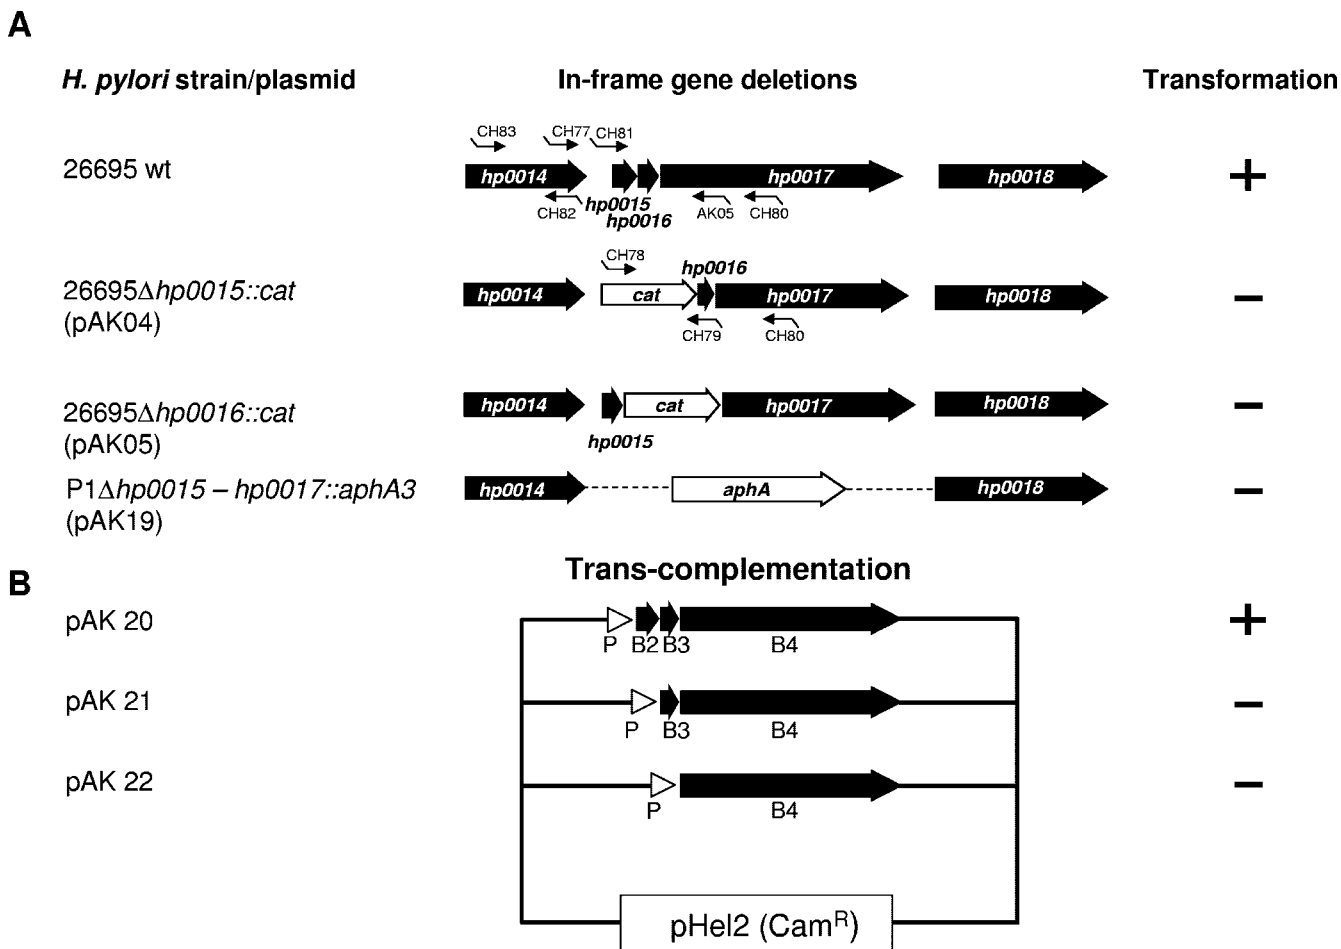 A
H. pylori strain/plasmid In-frame gene deletions Transformation
CH83 CH77 CH81
26695 wt hp0014 hp0017 hp0018 +
CH82 hp0015 AK05 CH80
hp0016
CH78 hp0016
26695Δhp0015::cat hp0014 cat hp0017 hp0018 –
(pAK04)
CH79 CH80
26695Δhp0016::cat hp0014 cat hp0017 hp0018 –
(pAK05) hp0015
P1Δhp0015 – hp0017::aphA3 hp0014 aphA hp0018 –
(pAK19)
B
Trans-complementation
pAK 20 +
P B2 B3 B4
pAK 21 –
P B3 B4
pAK 22 –
P B4
pHel2 (CamR)